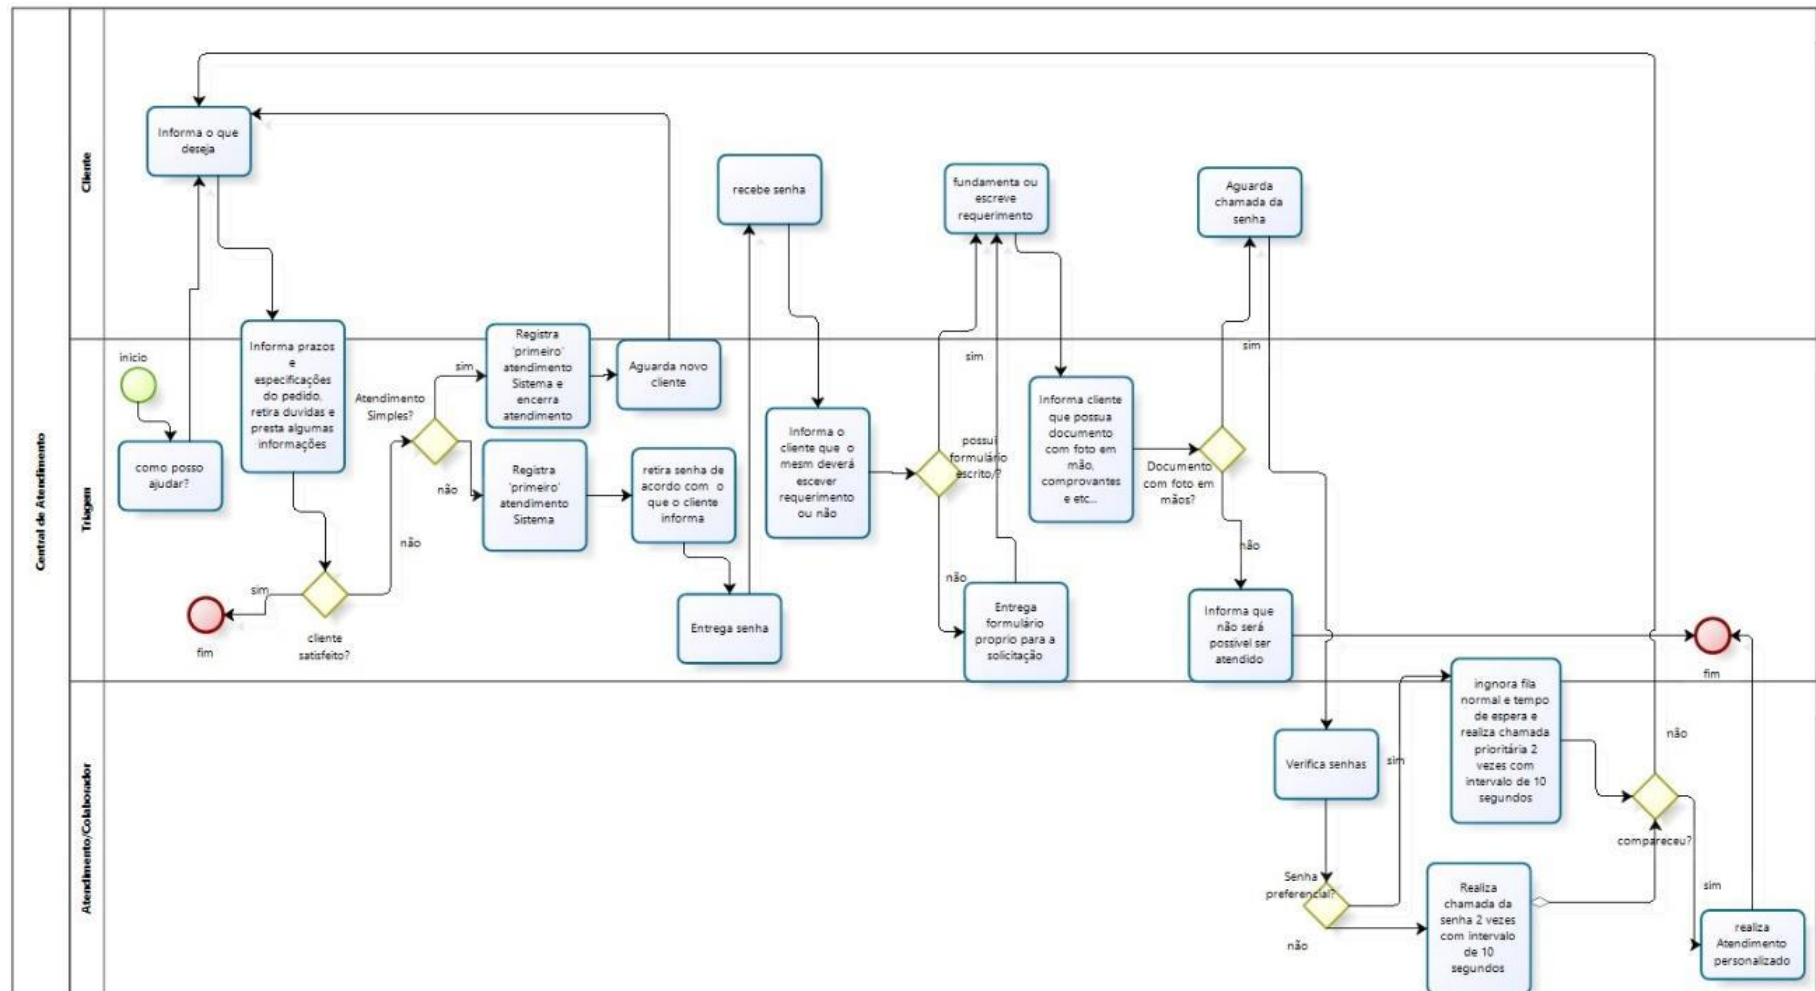 Central de Atendimento
Cliente
Informa o que
deseja
recebe senha
fundamenta ou
escreve
requerimento
Aguarda
chamada da
senha
Triagem
inicio
como posso
ajudar?
Informa prazos
e
especificações
do pedido,
retira duvidas e
presta algumas
informações
cliente
satisfeito?
sim
fim
não
Atendimento
Simples?
sim
Registra
'primeiro'
atendimento
Sistema e
encerra
atendimento
Aguarda novo
cliente
não
Registra
'primeiro'
atendimento
Sistema
retira senha de
acordo com o
que o cliente
informa
Entrega senha
Informa o
cliente que o
mesm deverá
escever
requerimento
ou não
possui
formulário
escrito/?
sim
não
Entrega
formulário
proprio para a
solicitação
Informa cliente
que possua
documento
com foto em
mão,
comprovantes
e etc...
Documento
com foto em
mãos?
sim
não
Informa que
não será
possivel ser
atendido
fim
Atendimento/Colaborador
Verifica senhas
Senha
preferencial?
sim
ingnora fila
normal e tempo
de espera e
realiza chamada
prioritária 2
vezes com
intervalo de 10
segundos
não
Realiza
chamada da
senha 2 vezes
com intervalo
de 10
segundos
compareceu?
não
sim
realiza
Atendimento
personalizado